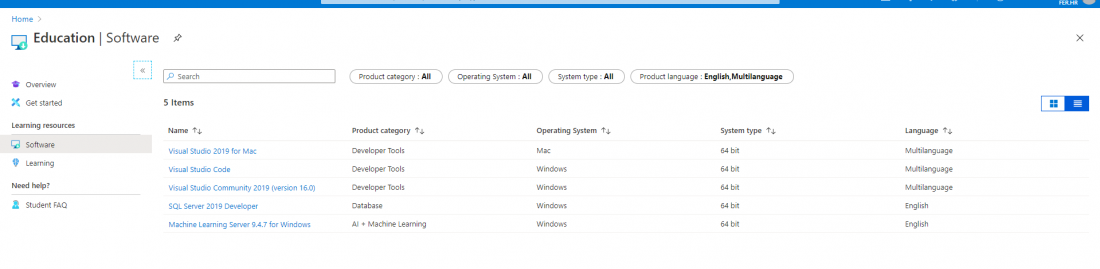 FER.HR
Home >
Education | Software
«
Search
Product category : All
Operating System : All
System type : All
Product language : English,Multilanguage
Overview
Get started
Learning resources
Software
Learning
Need help?
Student FAQ
5 Items
Name ↑↓ Product category ↑↓ Operating System ↑↓ System type ↑↓ Language ↑↓
Visual Studio 2019 for Mac Developer Tools Mac 64 bit Multilanguage
Visual Studio Code Developer Tools Windows 64 bit Multilanguage
Visual Studio Community 2019 (version 16.0) Developer Tools Windows 64 bit Multilanguage
SQL Server 2019 Developer Database Windows 64 bit English
Machine Learning Server 9.4.7 for Windows AI + Machine Learning Windows 64 bit English